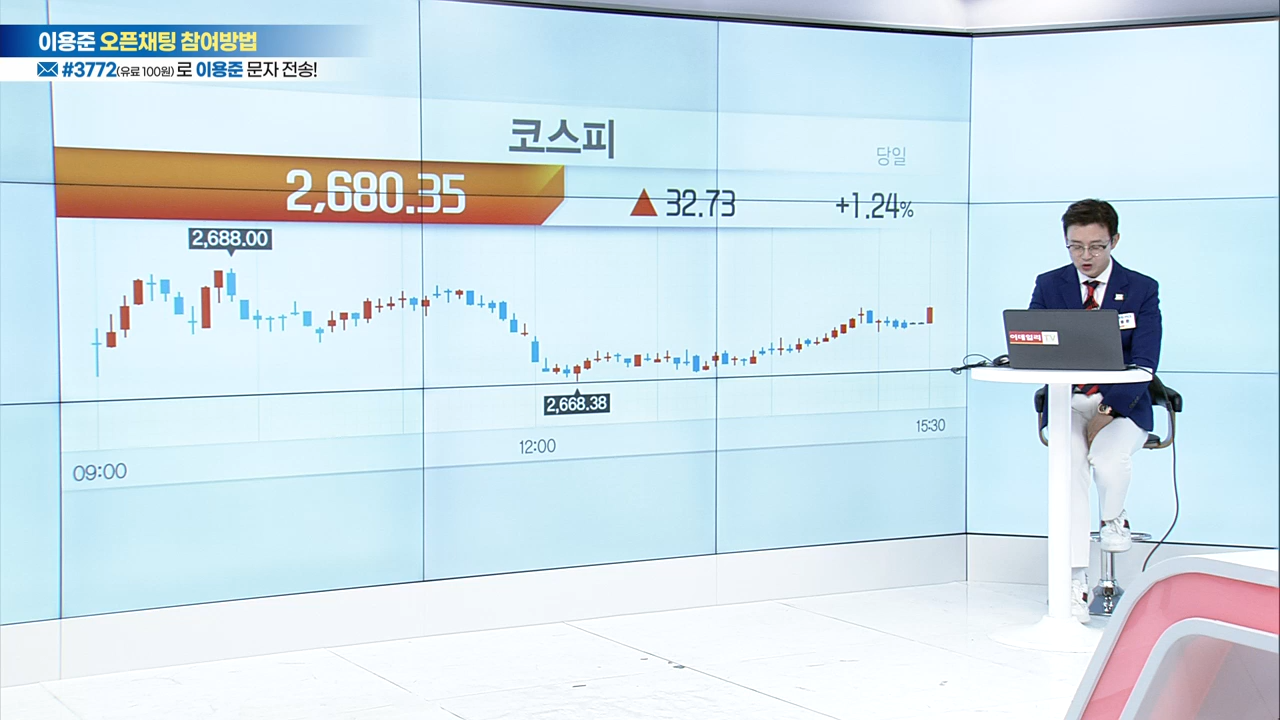 이용준 오픈채팅 참여방법
#3772(유료 100원)로 이용준 문자 전송!
코스피
당일
2,680.35 ▲ 32.73 +1.24%
2,688.00
2,668.38
09:00 12:00 15:30
이데일리 TV